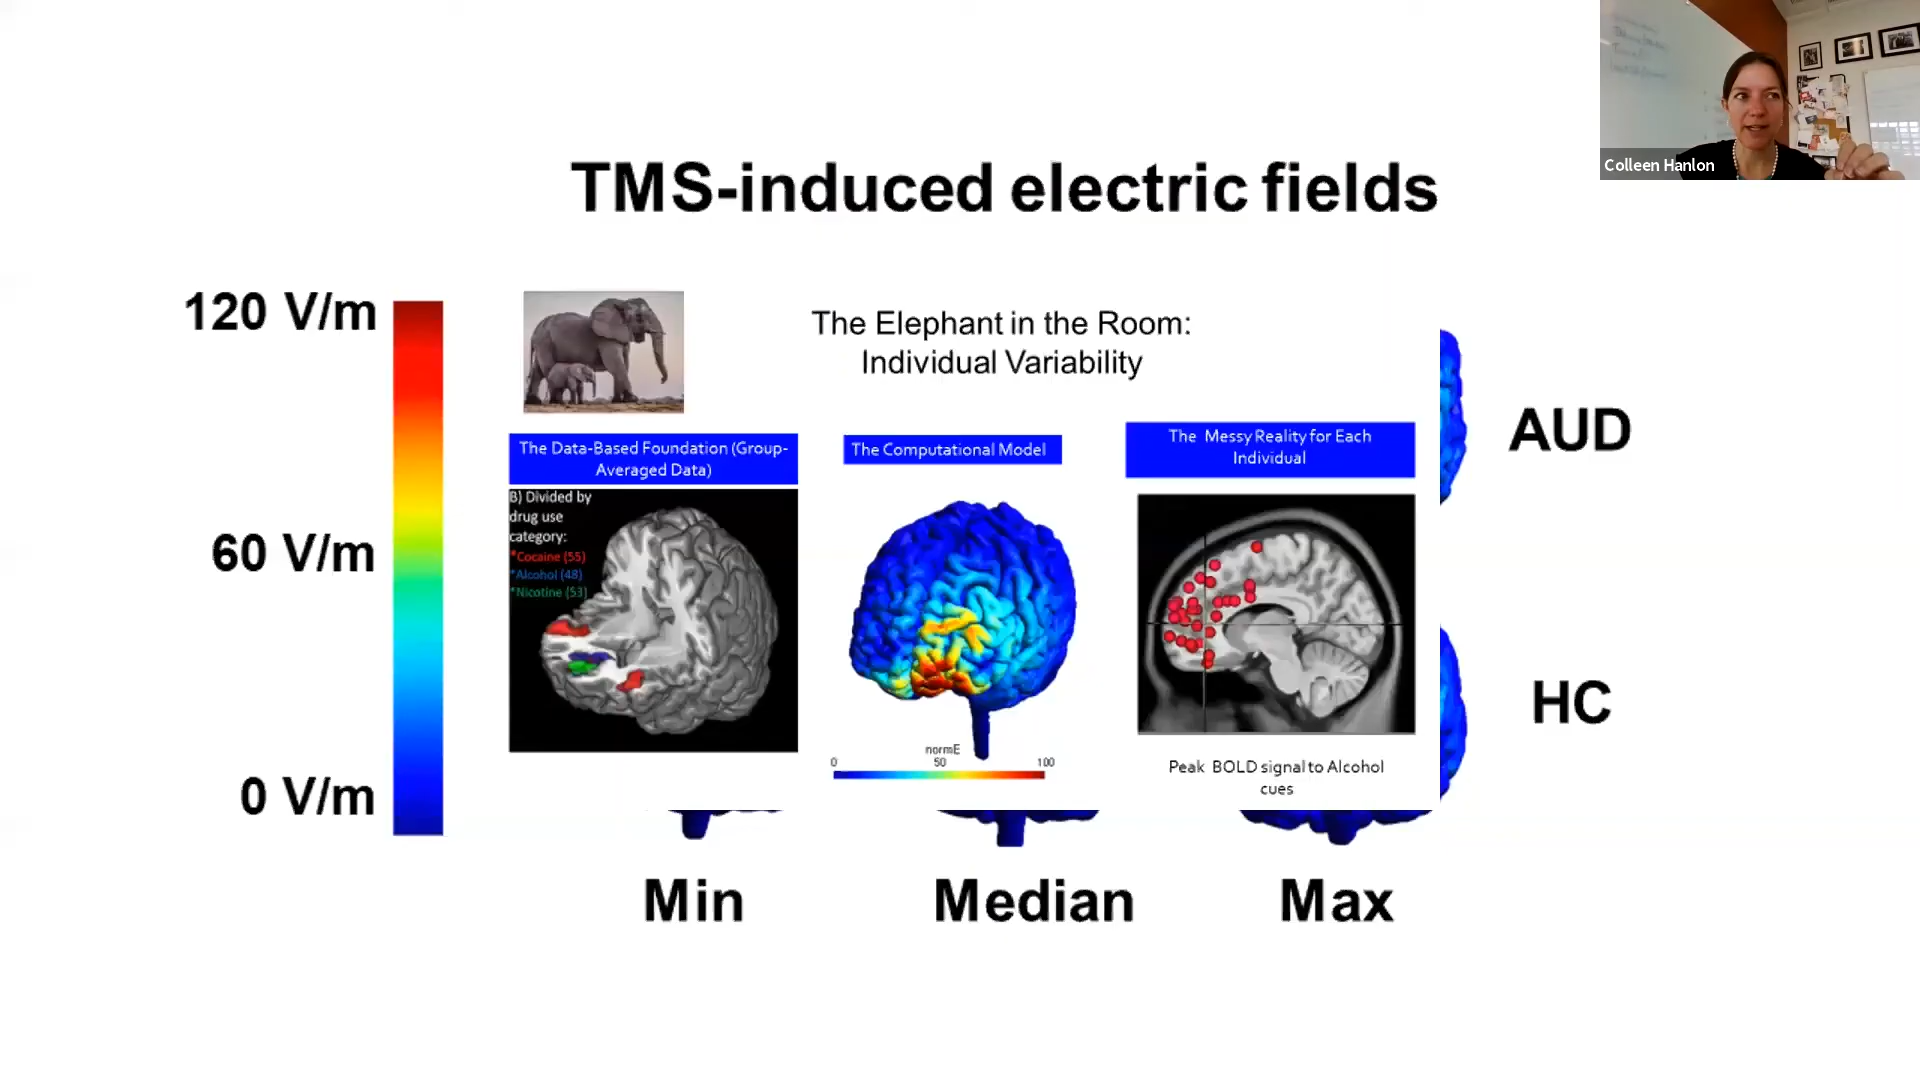 Colleen Hanlon
TMS-induced electric fields
120 V/m
60 V/m
0 V/m
The Elephant in the Room:
Individual Variability
The Data-Based Foundation (Group-
Averaged Data)
B) Divided by
drug use
category:
*Cocaine (55)
*Alcohol (48)
*Nicotine (53)
The Computational Model
normE
0 50 100
The Messy Reality for Each
Individual
Peak BOLD signal to Alcohol
cues
AUD
HC
Min Median Max